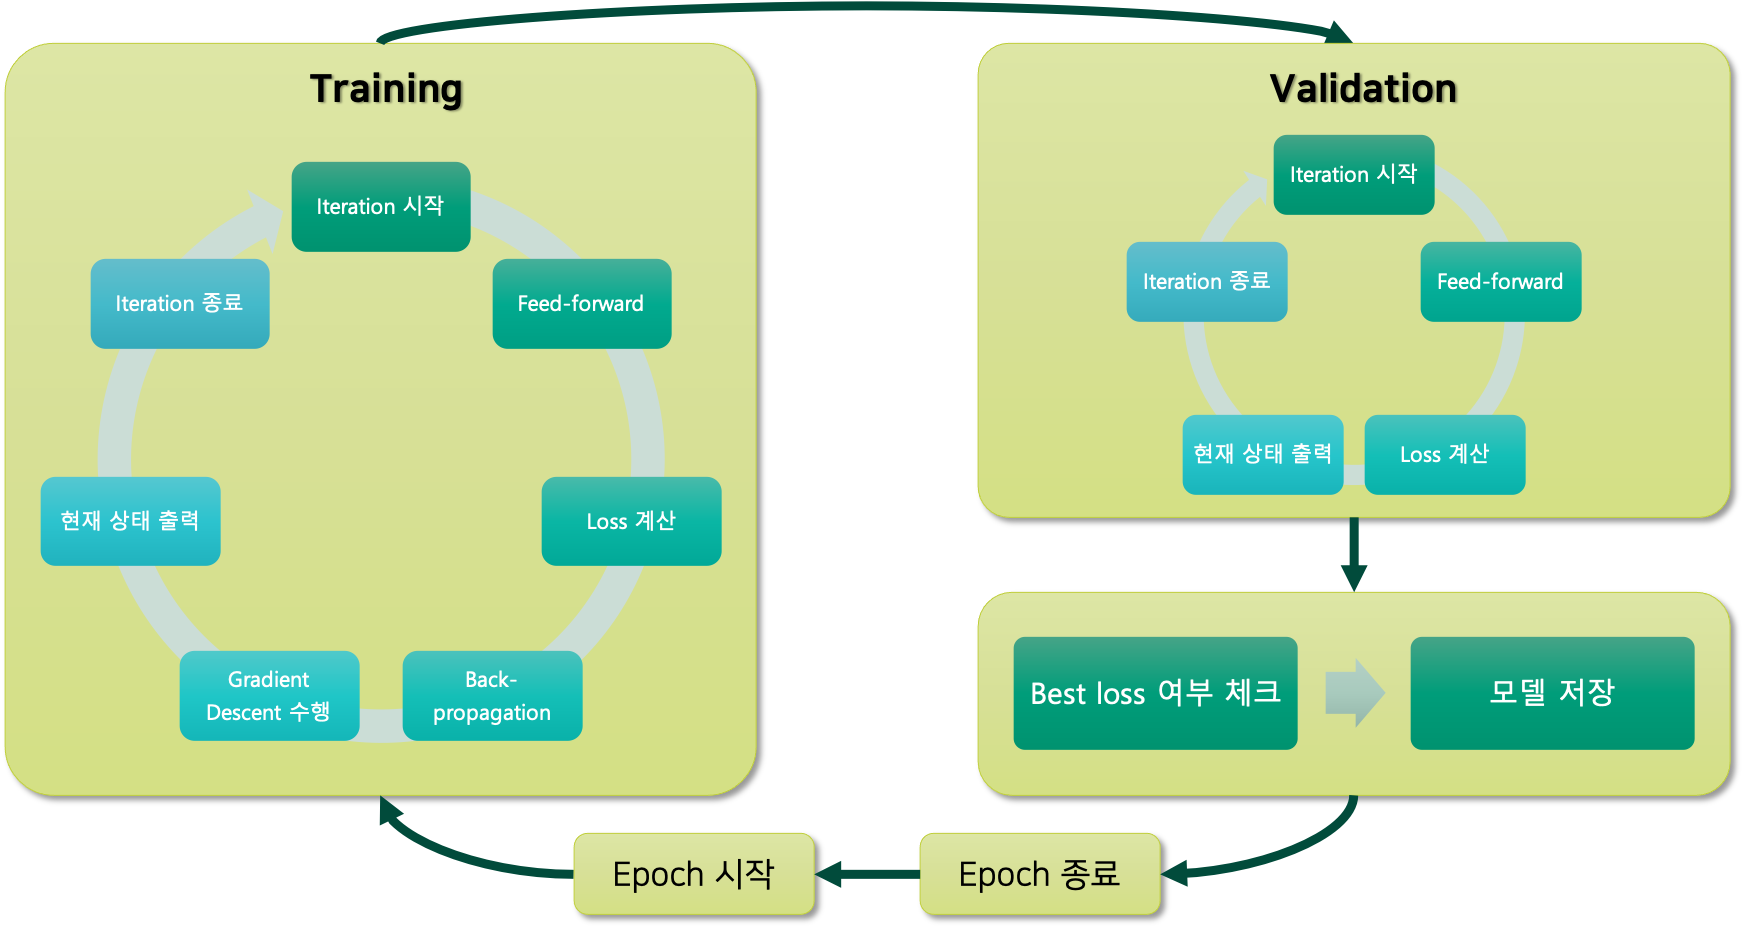 Training
Iteration 시작
Feed-forward
Loss 계산
Back-
propagation
Gradient
Descent 수행
현재 상태 출력
Iteration 종료
Validation
Iteration 시작
Feed-forward
Loss 계산
현재 상태 출력
Iteration 종료
Best loss 여부 체크
모델 저장
Epoch 종료
Epoch 시작